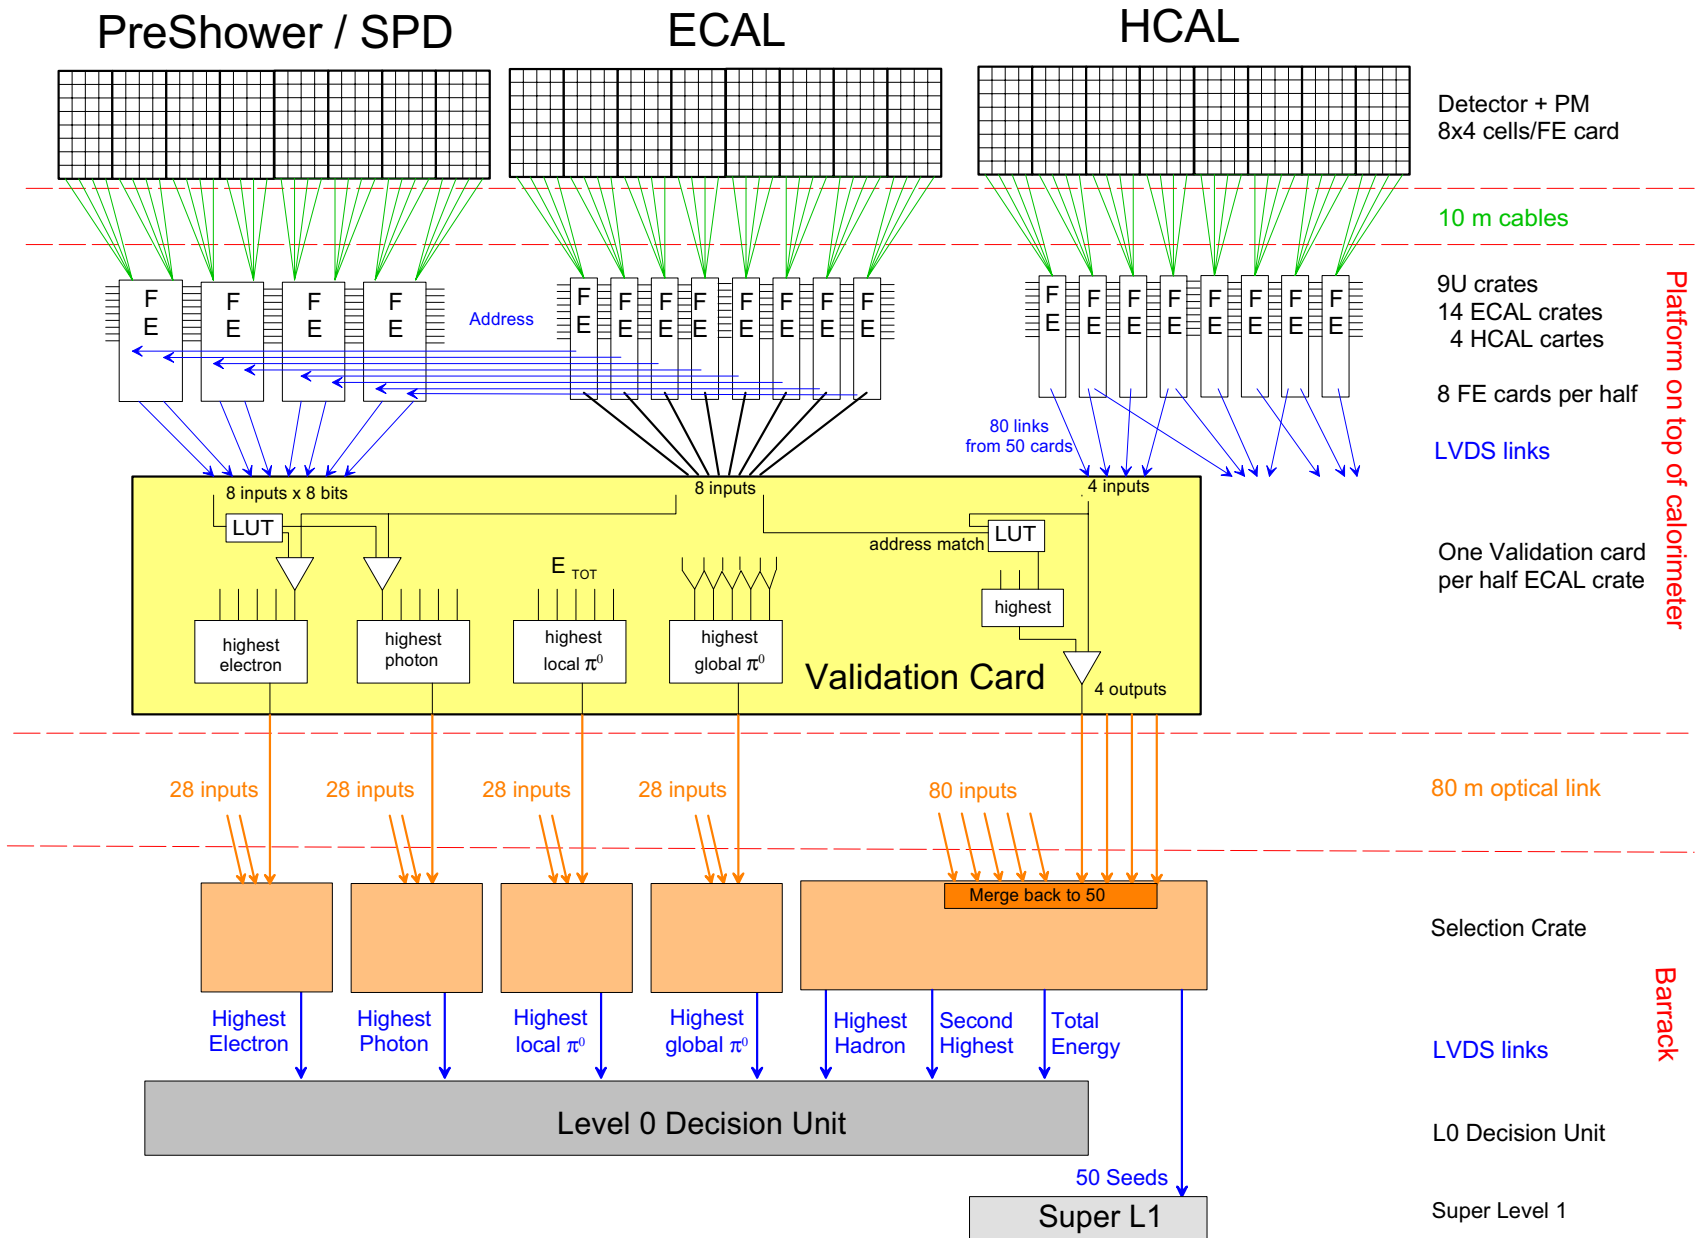 PreShower / SPD
ECAL
HCAL
Detector + PM
8x4 cells/FE card
10 m cables
F
E
F
E
F
E
F
E
Address
F
E
F
E
F
E
F
E
F
E
F
E
F
E
F
E
F
E
F
E
F
E
F
E
F
E
F
E
F
E
F
E
9U crates
14 ECAL crates
4 HCAL cartes
8 FE cards per half
Platform on top of calorimeter
80 links
from 50 cards
LVDS links
8 inputs x 8 bits
8 inputs
4 inputs
LUT
LUT
address match
One Validation card
per half ECAL crate
E TOT
highest
highest
electron
highest
photon
highest
local π⁰
highest
global π⁰
Validation Card
4 outputs
28 inputs
28 inputs
28 inputs
28 inputs
80 inputs
80 m optical link
Merge back to 50
Selection Crate
Barrack
Highest
Electron
Highest
Photon
Highest
local π⁰
Highest
global π⁰
Highest
Hadron
Second
Highest
Total
Energy
LVDS links
Level 0 Decision Unit
L0 Decision Unit
50 Seeds
Super L1
Super Level 1